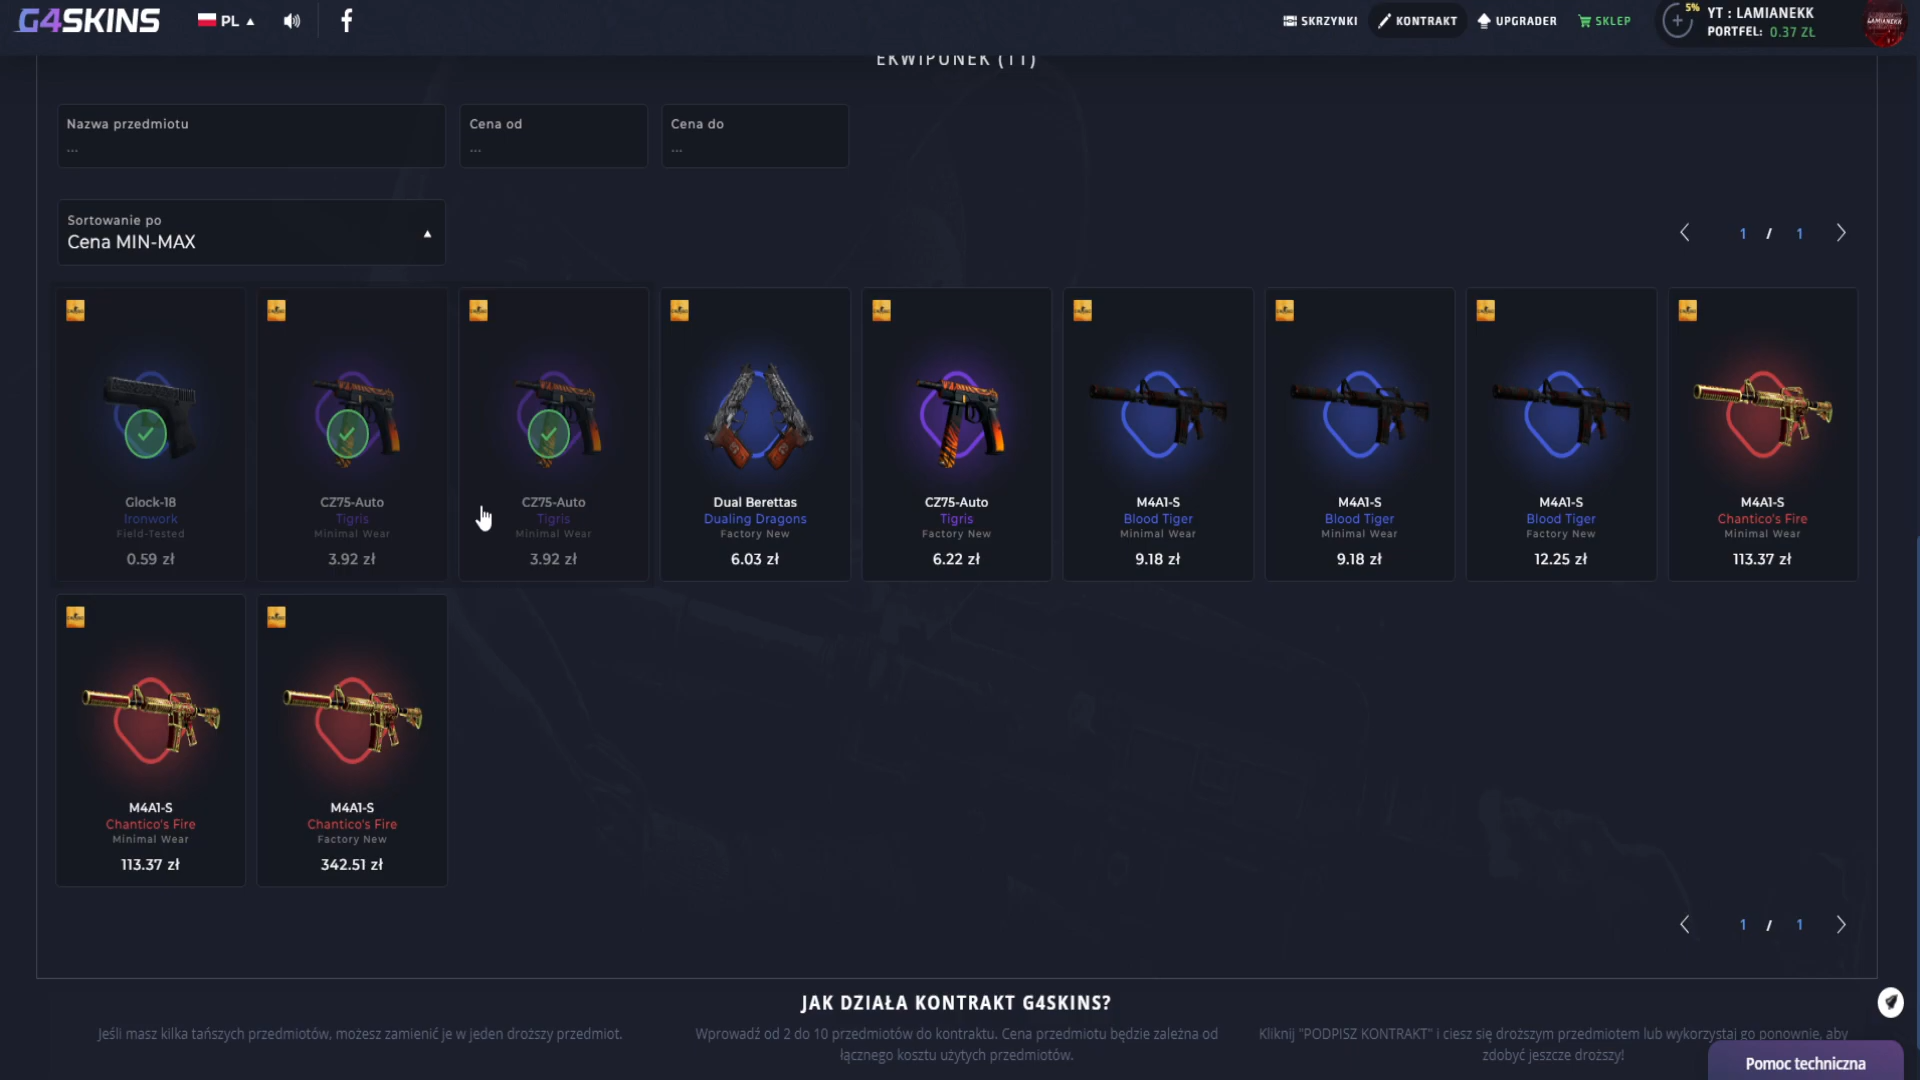 G4SKINS
PL
SKRZYNKI
KONTRAKT
UPGRADER
SKLEP
5%
YT : LAMIANEKK
PORTFEL: 0.37 ZŁ
LAMIANEKK
EKWIPUNEK (11)
Nazwa przedmiotu
...
Cena od
...
Cena do
...
Sortowanie po
Cena MIN-MAX
1 / 1
Glock-18
Ironwork
Field-Tested
0.59 zł
CZ75-Auto
Tigris
Minimal Wear
3.92 zł
CZ75-Auto
Tigris
Minimal Wear
3.92 zł
Dual Berettas
Dualing Dragons
Factory New
6.03 zł
CZ75-Auto
Tigris
Factory New
6.22 zł
M4A1-S
Blood Tiger
Minimal Wear
9.18 zł
M4A1-S
Blood Tiger
Minimal Wear
9.18 zł
M4A1-S
Blood Tiger
Factory New
12.25 zł
M4A1-S
Chantico's Fire
Minimal Wear
113.37 zł
M4A1-S
Chantico's Fire
Minimal Wear
113.37 zł
M4A1-S
Chantico's Fire
Factory New
342.51 zł
1 / 1
JAK DZIAŁA KONTRAKT G4SKINS?
Jeśli masz kilka tańszych przedmiotów, możesz zamienić je w jeden droższy przedmiot.
Wprowadź od 2 do 10 przedmiotów do kontraktu. Cena przedmiotu będzie zależna od
łącznego kosztu użytych przedmiotów.
Kliknij "PODPISZ KONTRAKT" i ciesz się droższym przedmiotem lub wykorzystaj go ponownie, aby
zdobyć jeszcze droższy!
Pomoc techniczna